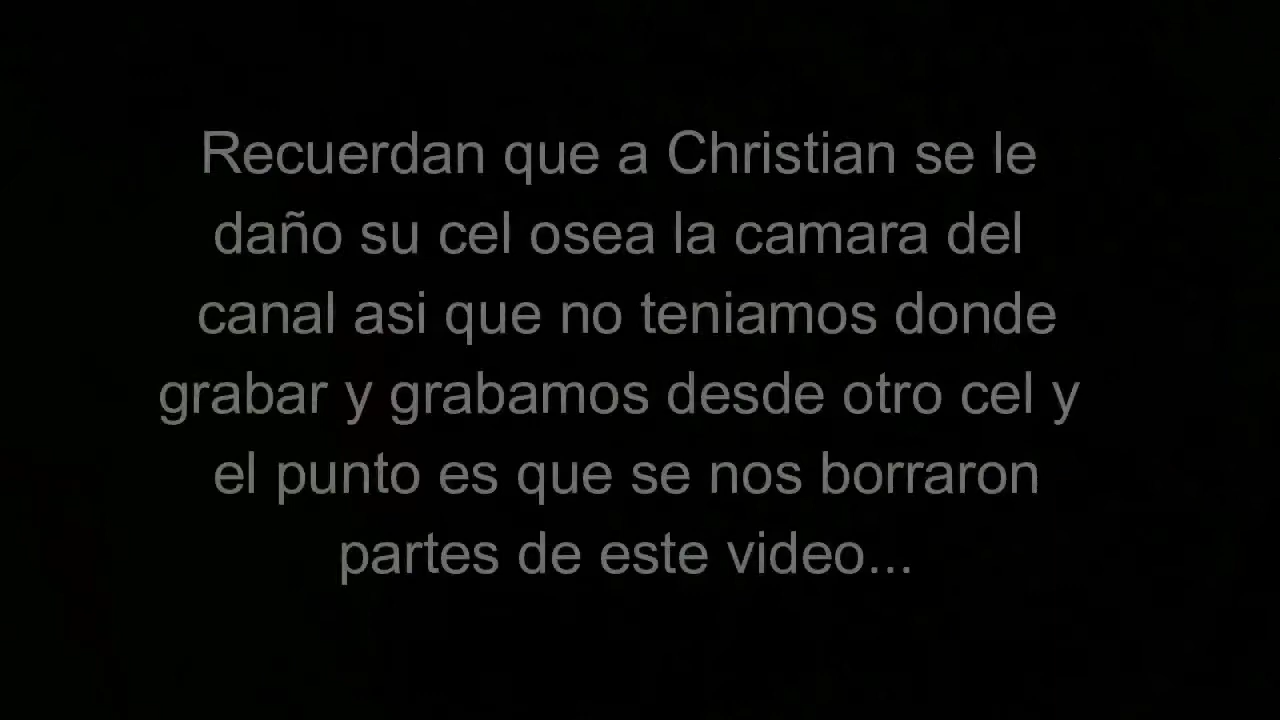 Recuerdan que a Christian se le
daño su cel osea la camara del
canal asi que no teniamos donde
grabar y grabamos desde otro cel y
el punto es que se nos borraron
partes de este video...